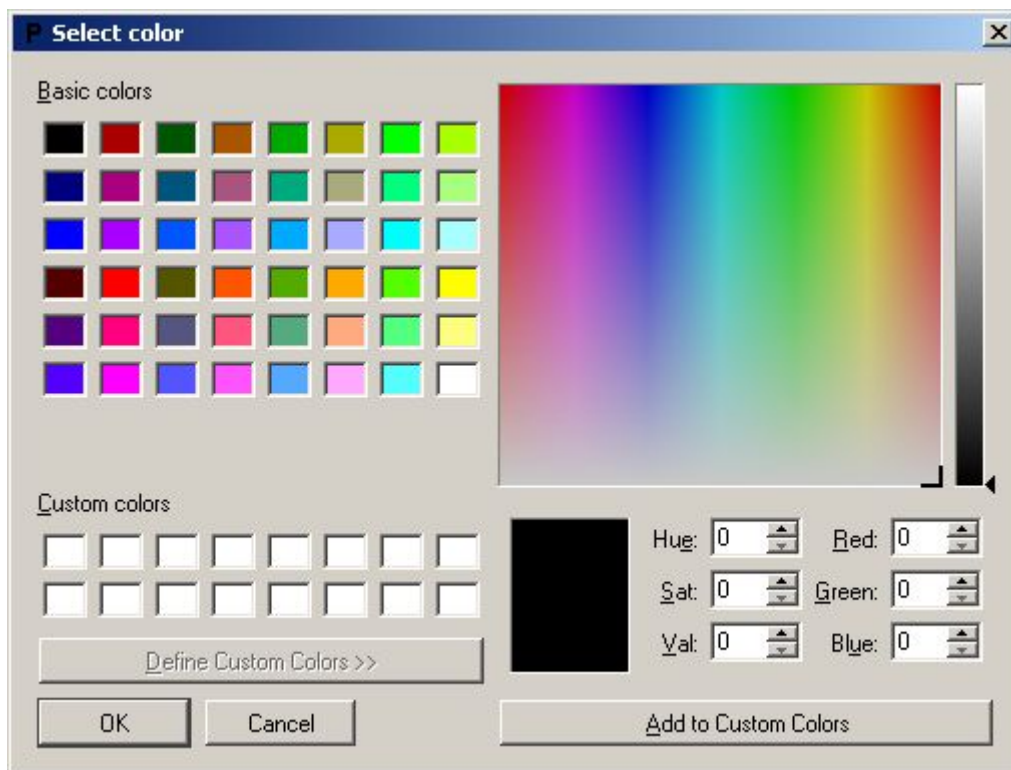 P Select color
Basic colors
Custom colors
Define Custom Colors >>
OK Cancel
Hue: 0 Red: 0
Sat: 0 Green: 0
Val: 0 Blue: 0
Add to Custom Colors